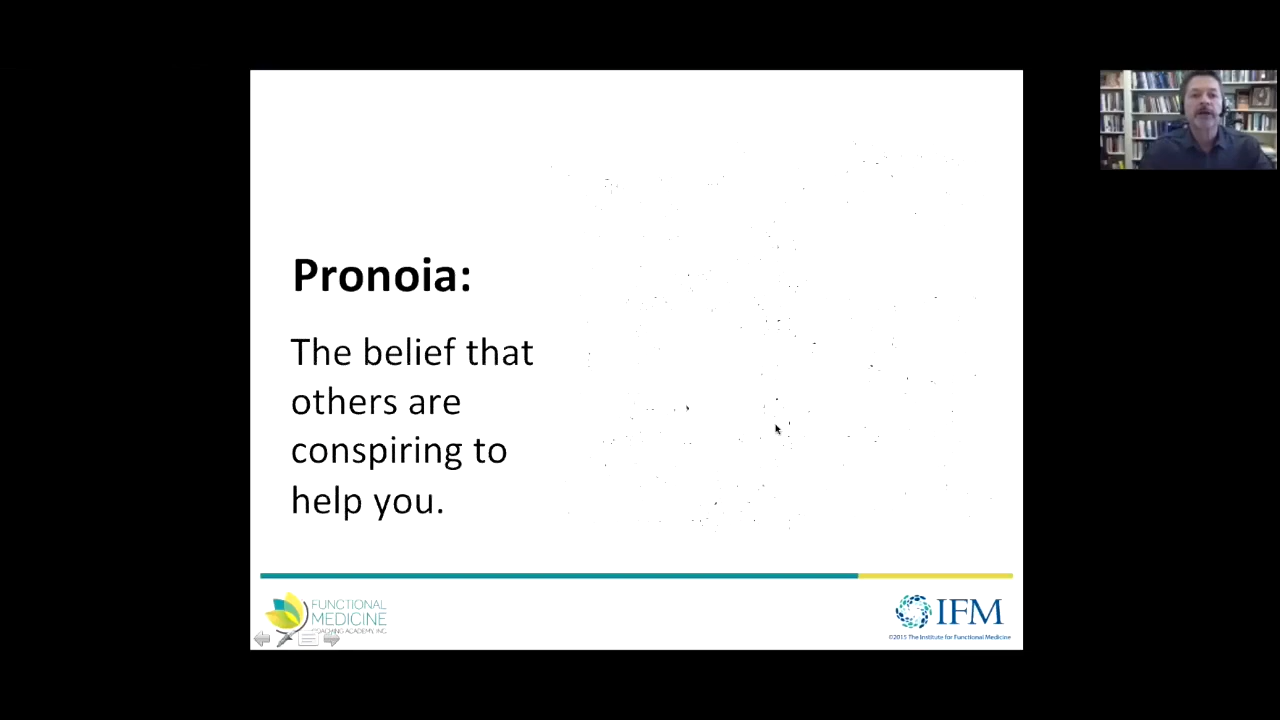 Pronoia:
The belief that
others are
conspiring to
help you.
FUNCTIONAL
MEDICINE
COACHING ACADEMY, INC.
IFM
©2015 The Institute for Functional Medicine